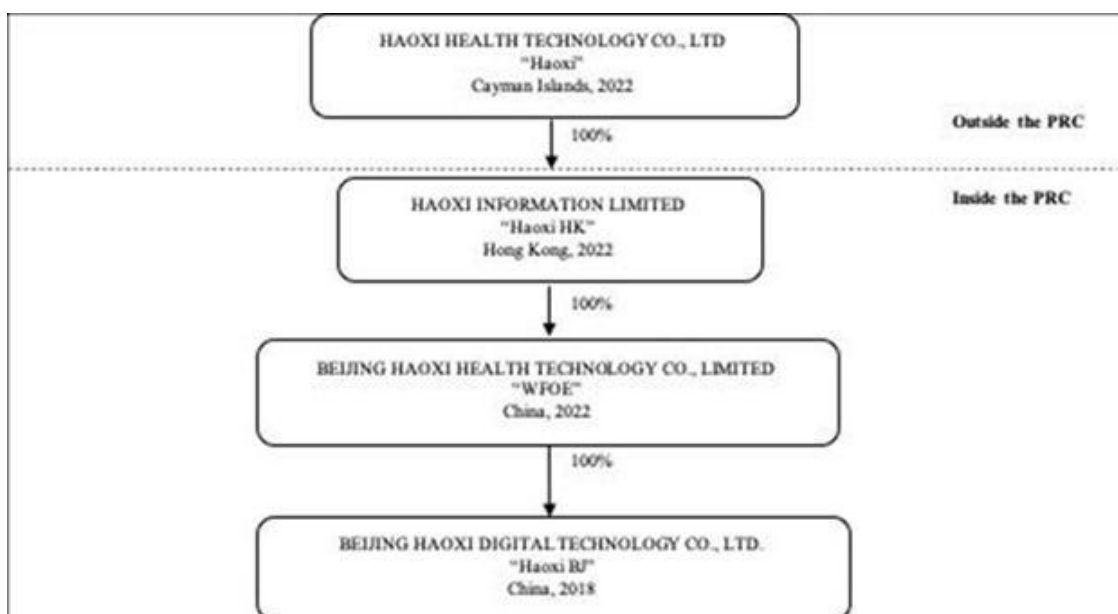 HAOXI HEALTH TECHNOLOGY CO., LTD
“Haoxi”
Cayman Islands, 2022
Outside the PRC
100%
Inside the PRC
HAOXI INFORMATION LIMITED
“Haoxi HK”
Hong Kong, 2022
100%
BEIJING HAOXI HEALTH TECHNOLOGY CO., LIMITED
“WFOE”
China, 2022
100%
BEIJING HAOXI DIGITAL TECHNOLOGY CO., LTD.
“Haoxi BJ”
China, 2018